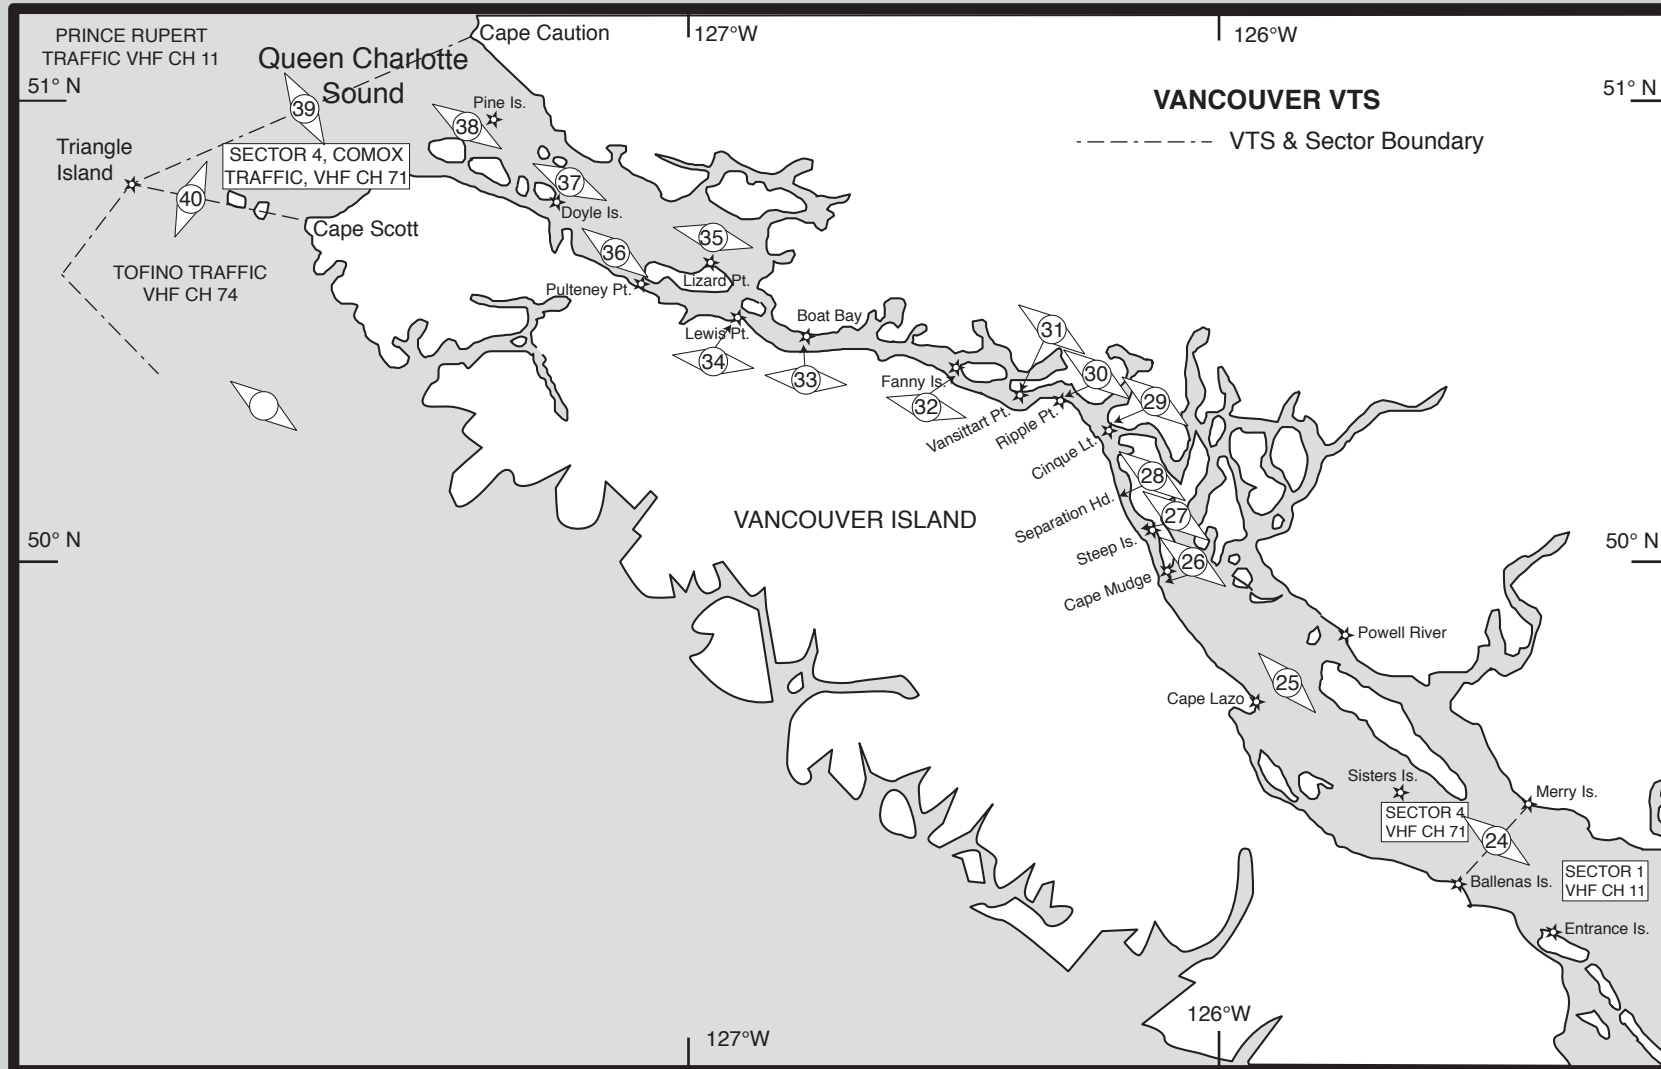 PRINCE RUPERT
TRAFFIC VHF CH 11
Cape Caution
127°W
126°W
Queen Charlotte
Sound
51° N
51° N
VANCOUVER VTS
VTS & Sector Boundary
39
38
Pine Is.
Triangle
Island
SECTOR 4, COMOX
TRAFFIC, VHF CH 71
37
40
Doyle Is.
Cape Scott
36
35
TOFINO TRAFFIC
VHF CH 74
Pulteney Pt.
Lizard Pt.
Boat Bay
Lewis Pt.
31
34
33
30
Fanny Is.
32
29
Vansittart Pt.
Ripple Pt.
Cinque Lt.
28
Separation Hd.
27
VANCOUVER ISLAND
Steep Is.
50° N
50° N
26
Cape Mudge
Powell River
25
Cape Lazo
Sisters Is.
Merry Is.
SECTOR 4
VHF CH 71
24
SECTOR 1
VHF CH 11
Ballenas Is.
Entrance Is.
126°W
127°W